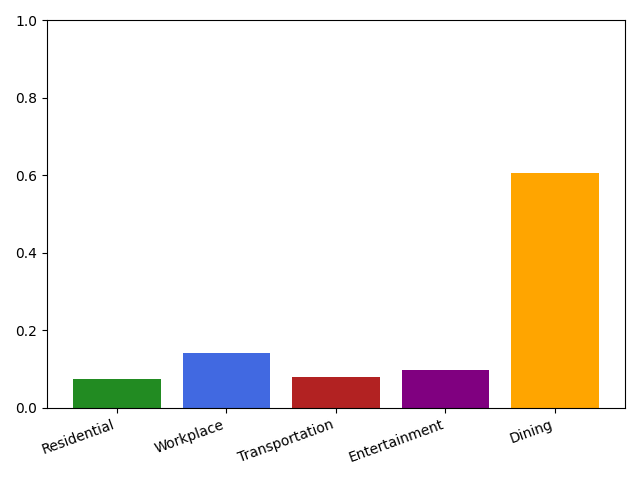 1.0
0.8
0.6
0.4
0.2
0.0
Residential
Workplace
Transportation
Entertainment
Dining